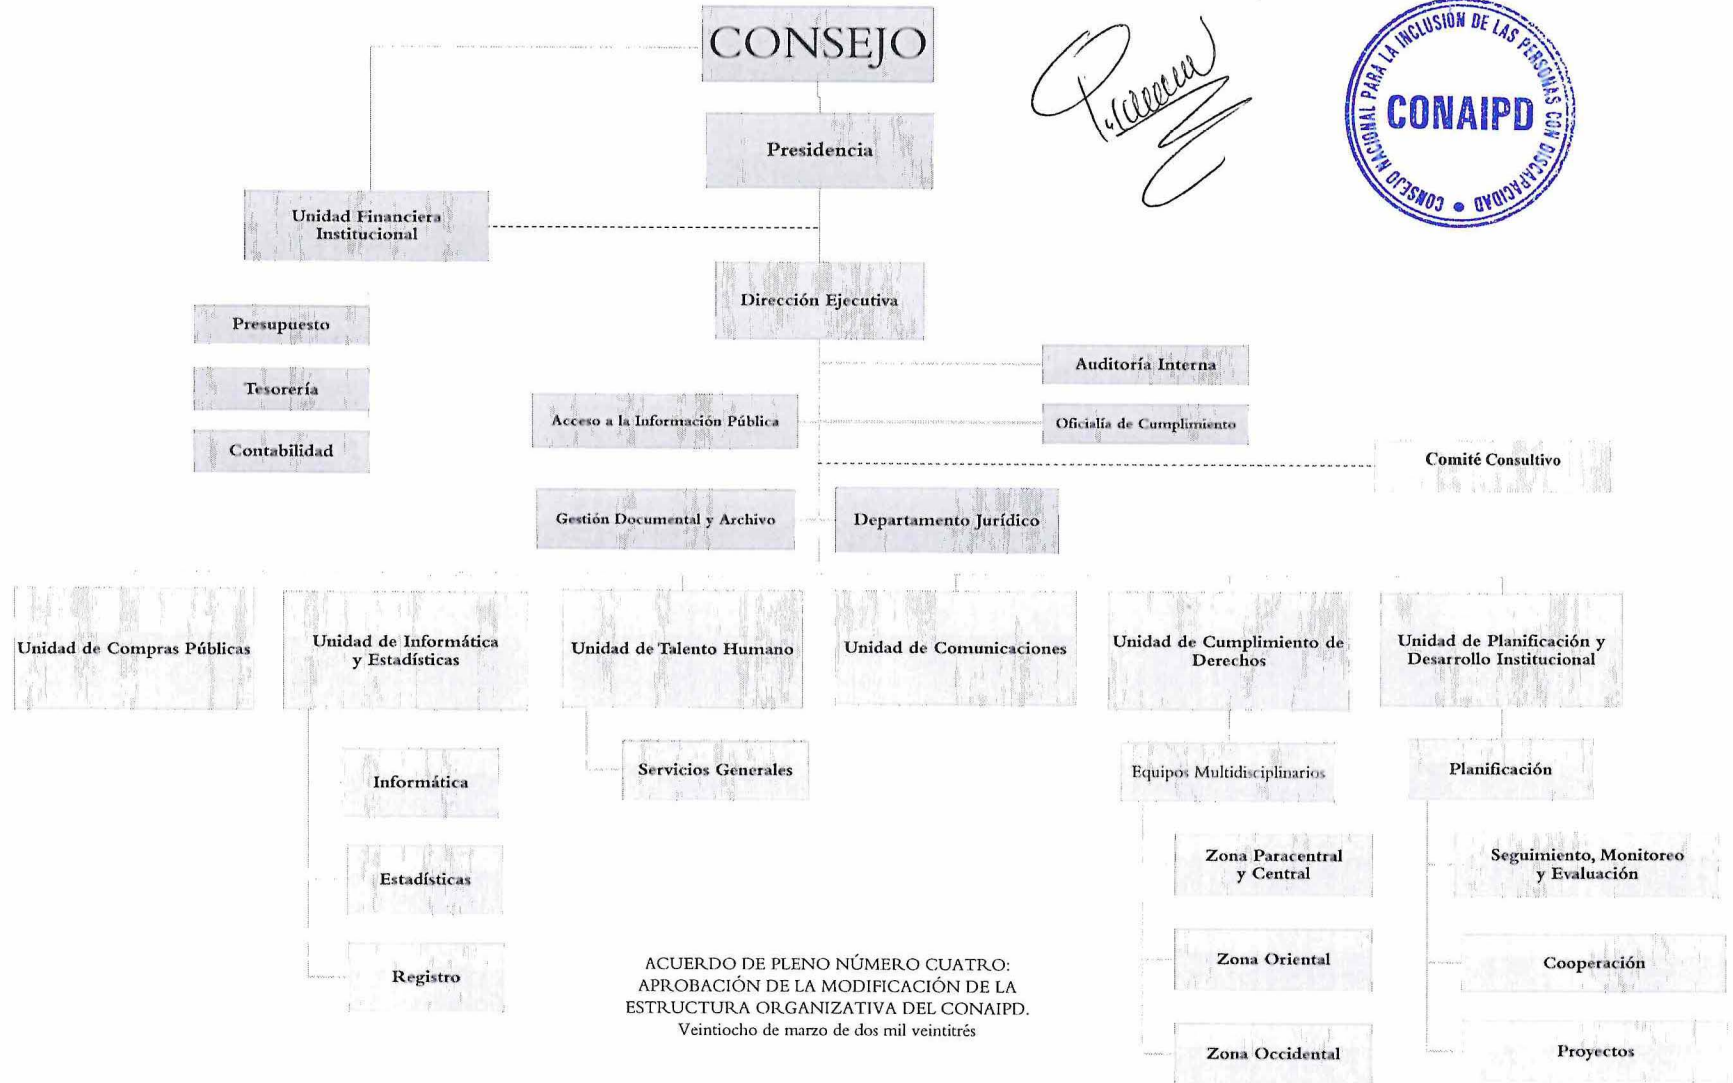 CONSEJO
CONSEJO NACIONAL PARA LA INCLUSIÓN DE LAS PERSONAS CON DISCAPACIDAD
CONAIPD
Presidencia
Unidad Financiera
Institucional
Dirección Ejecutiva
Presupuesto
Tesorería
Contabilidad
Auditoría Interna
Acceso a la Información Pública
Oficialía de Cumplimiento
Comité Consultivo
Gestión Documental y Archivo
Departamento Jurídico
Unidad de Compras Públicas
Unidad de Informática
y Estadísticas
Unidad de Talento Humano
Unidad de Comunicaciones
Unidad de Cumplimiento de
Derechos
Unidad de Planificación y
Desarrollo Institucional
Informática
Estadísticas
Registro
Servicios Generales
Equipos Multidisciplinarios
Zona Paracentral
y Central
Zona Oriental
Zona Occidental
Planificación
Seguimiento, Monitoreo
y Evaluación
Cooperación
Proyectos
ACUERDO DE PLENO NÚMERO CUATRO:
APROBACIÓN DE LA MODIFICACIÓN DE LA
ESTRUCTURA ORGANIZATIVA DEL CONAIPD.
Veintiocho de marzo de dos mil veintitrés